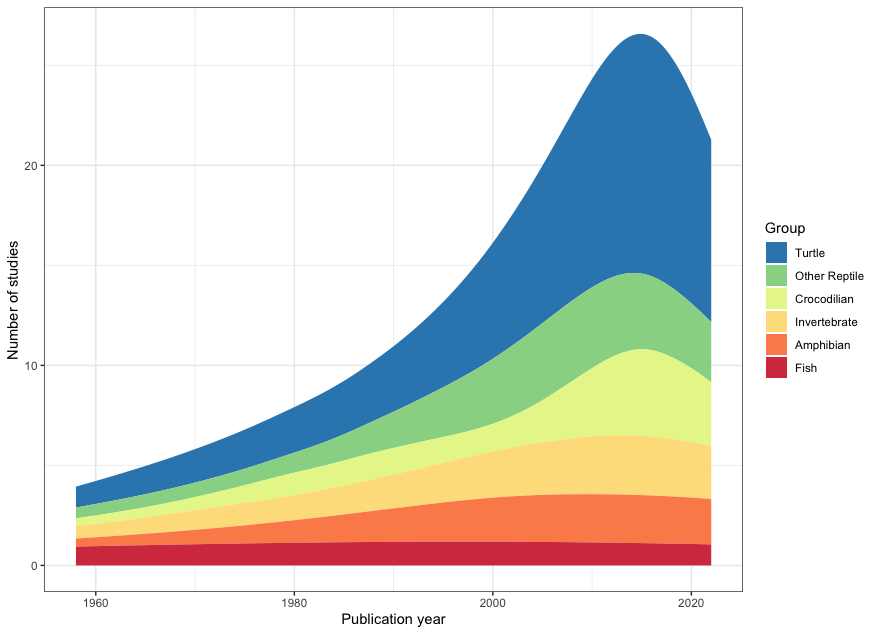 Number of studies
20
10
0
1960
1980
2000
2020
Publication year
Group
Turtle
Other Reptile
Crocodilian
Invertebrate
Amphibian
Fish